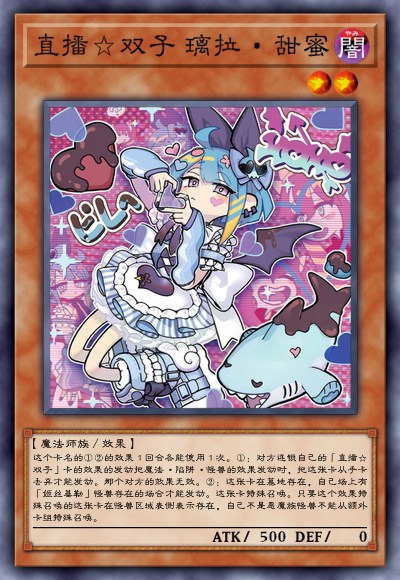 直播☆双子 璃拉・甜蜜
やみ
闇
【魔法师族/效果】
这个卡名的①②的效果1回合各能使用1次。①：对方连锁自己的「直播☆
双子」卡的效果的发动把魔法・陷阱・怪兽的效果发动时，把这张卡从手卡
丢弃才能发动。那个对方的效果无效。②：这张卡在墓地存在，自己场上有
「姬丝基勒」怪兽存在的场合才能发动。这张卡特殊召唤。只要这个效果特
殊召唤的这张卡在怪兽区域表侧表示存在，自己不是恶魔族怪兽不能从额外
卡组特殊召唤。
ATK/ 500 DEF/ 0